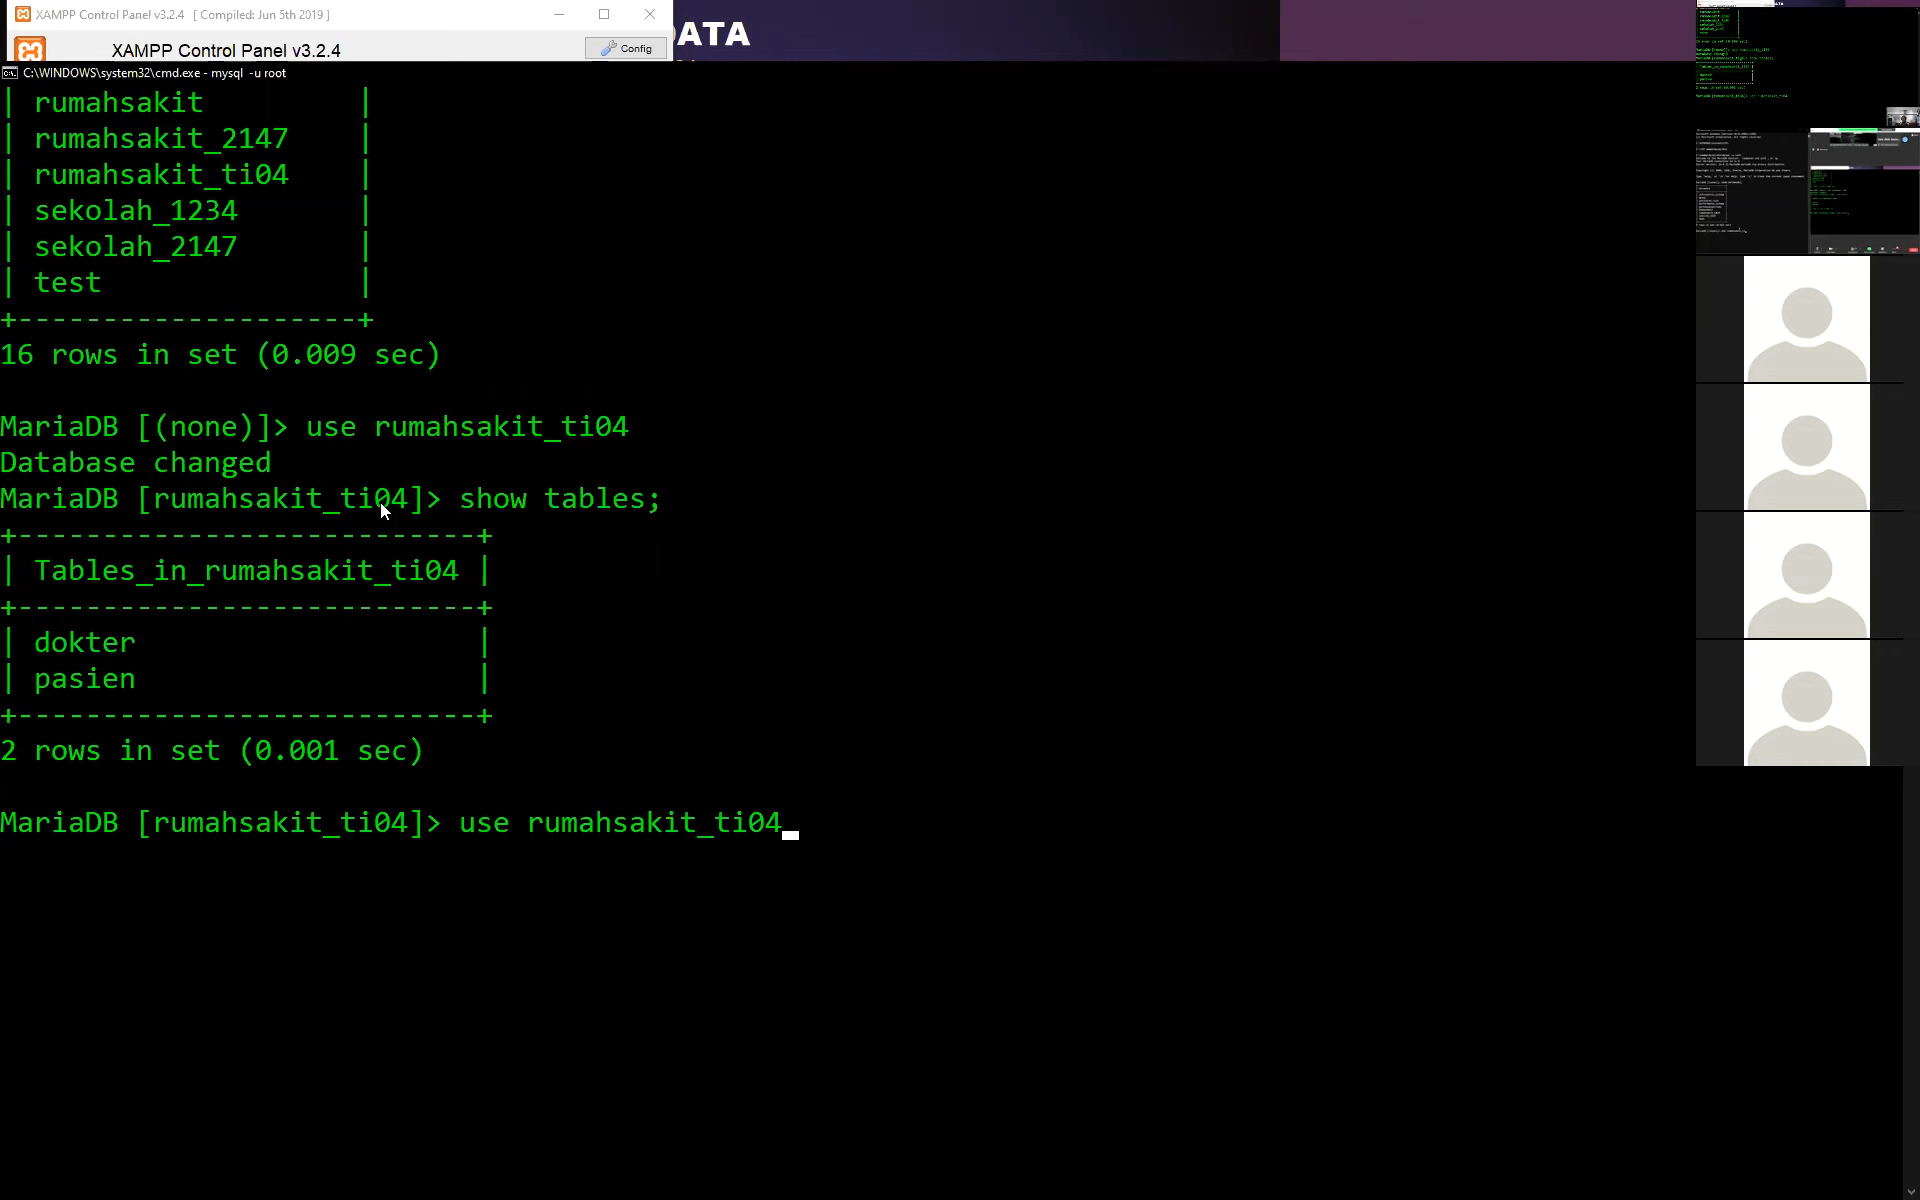 XAMPP Control Panel v3.2.4 [ Compiled: Jun 5th 2019 ]
XAMPP Control Panel v3.2.4
Config
ATA
C:\WINDOWS\system32\cmd.exe - mysql -u root
| rumahsakit |
| rumahsakit_2147 |
| rumahsakit_ti04 |
| sekolah_1234 |
| sekolah_2147 |
| test |
+--------------------+
16 rows in set (0.009 sec)
MariaDB [(none)]> use rumahsakit_ti04
Database changed
MariaDB [rumahsakit_ti04]> show tables;
+---------------------------+
| Tables_in_rumahsakit_ti04 |
+---------------------------+
| dokter |
| pasien |
+---------------------------+
2 rows in set (0.001 sec)
MariaDB [rumahsakit_ti04]> use rumahsakit_ti04